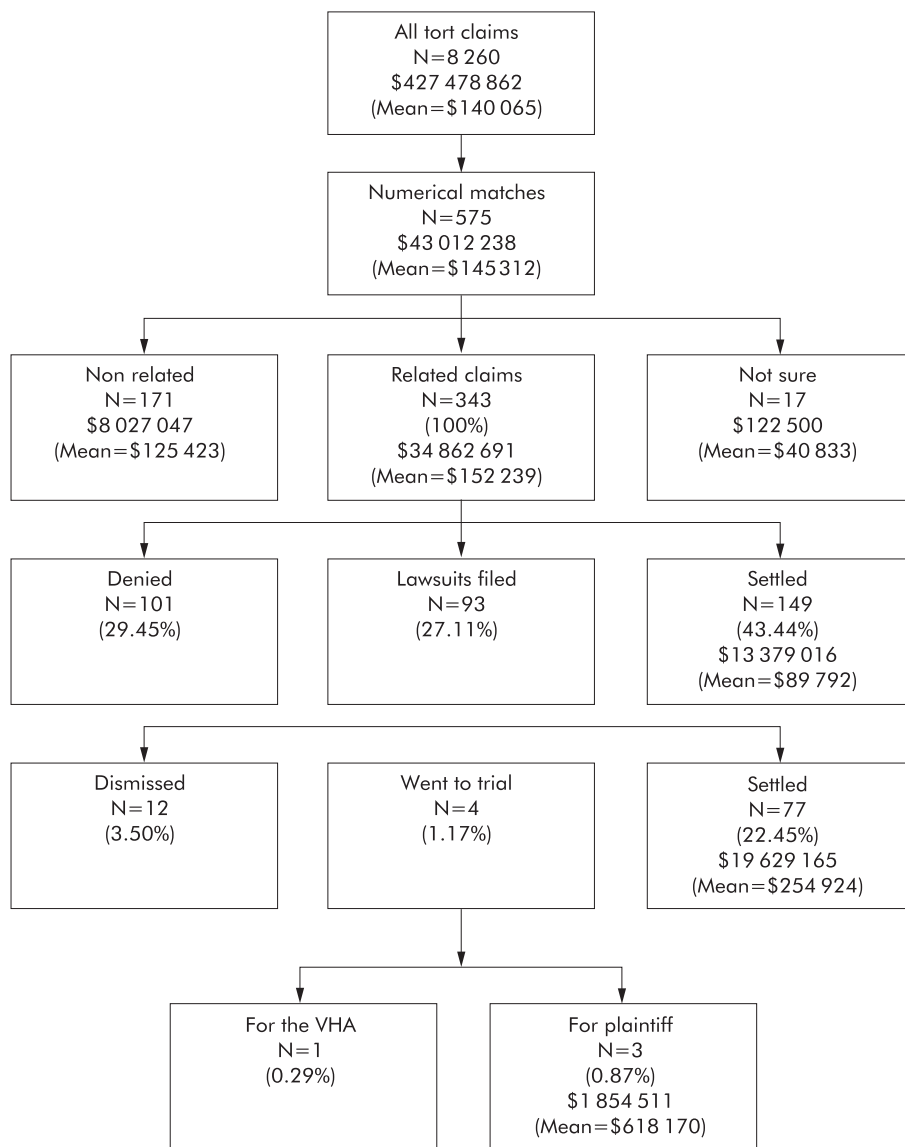 All tort claims
N=8 260
$427 478 862
(Mean=$140 065)
Numerical matches
N=575
$43 012 238
(Mean=$145 312)
Non related
N=171
$8 027 047
(Mean=$125 423)
Related claims
N=343
(100%)
$34 862 691
(Mean=$152 239)
Not sure
N=17
$122 500
(Mean=$40 833)
Denied
N=101
(29.45%)
Lawsuits filed
N=93
(27.11%)
Settled
N=149
(43.44%)
$13 379 016
(Mean=$89 792)
Dismissed
N=12
(3.50%)
Went to trial
N=4
(1.17%)
Settled
N=77
(22.45%)
$19 629 165
(Mean=$254 924)
For the VHA
N=1
(0.29%)
For plaintiff
N=3
(0.87%)
$1 854 511
(Mean=$618 170)